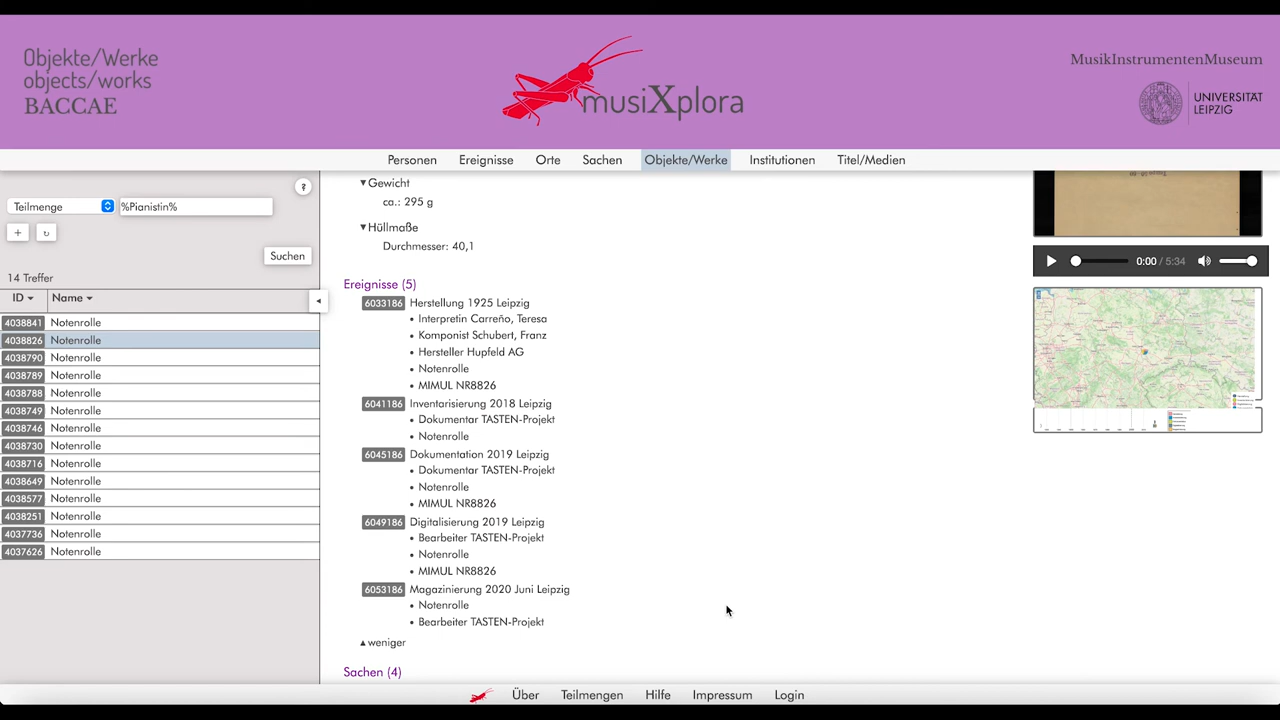 Objekte/Werke
objects/works
BACCAE
musiXplora
MusikInstrumentenMuseum
UNIVERSITÄT
LEIPZIG
Personen Ereignisse Orte Sachen Objekte/Werke Institutionen Titel/Medien
?
Teilmenge %Pianistin%
+ ↻
Suchen
14 Treffer
ID ▾ Name ▾
4038841 Notenrolle
4038826 Notenrolle
4038790 Notenrolle
4038789 Notenrolle
4038788 Notenrolle
4038749 Notenrolle
4038746 Notenrolle
4038730 Notenrolle
4038716 Notenrolle
4038649 Notenrolle
4038577 Notenrolle
4038251 Notenrolle
4037736 Notenrolle
4037626 Notenrolle
▾ Gewicht
ca.: 295 g
▾ Hüllmaße
Durchmesser: 40,1
Ereignisse (5)
6033186 Herstellung 1925 Leipzig
• Interpretin Carreño, Teresa
• Komponist Schubert, Franz
• Hersteller Hupfeld AG
• Notenrolle
• MIMUL NR8826
6041186 Inventarisierung 2018 Leipzig
• Dokumentar TASTEN-Projekt
• Notenrolle
6045186 Dokumentation 2019 Leipzig
• Dokumentar TASTEN-Projekt
• Notenrolle
• MIMUL NR8826
6049186 Digitalisierung 2019 Leipzig
• Bearbeiter TASTEN-Projekt
• Notenrolle
• MIMUL NR8826
6053186 Magazinierung 2020 Juni Leipzig
• Notenrolle
• Bearbeiter TASTEN-Projekt
▴ weniger
Sachen (4)
0:00 / 5:34
Über Teilmengen Hilfe Impressum Login